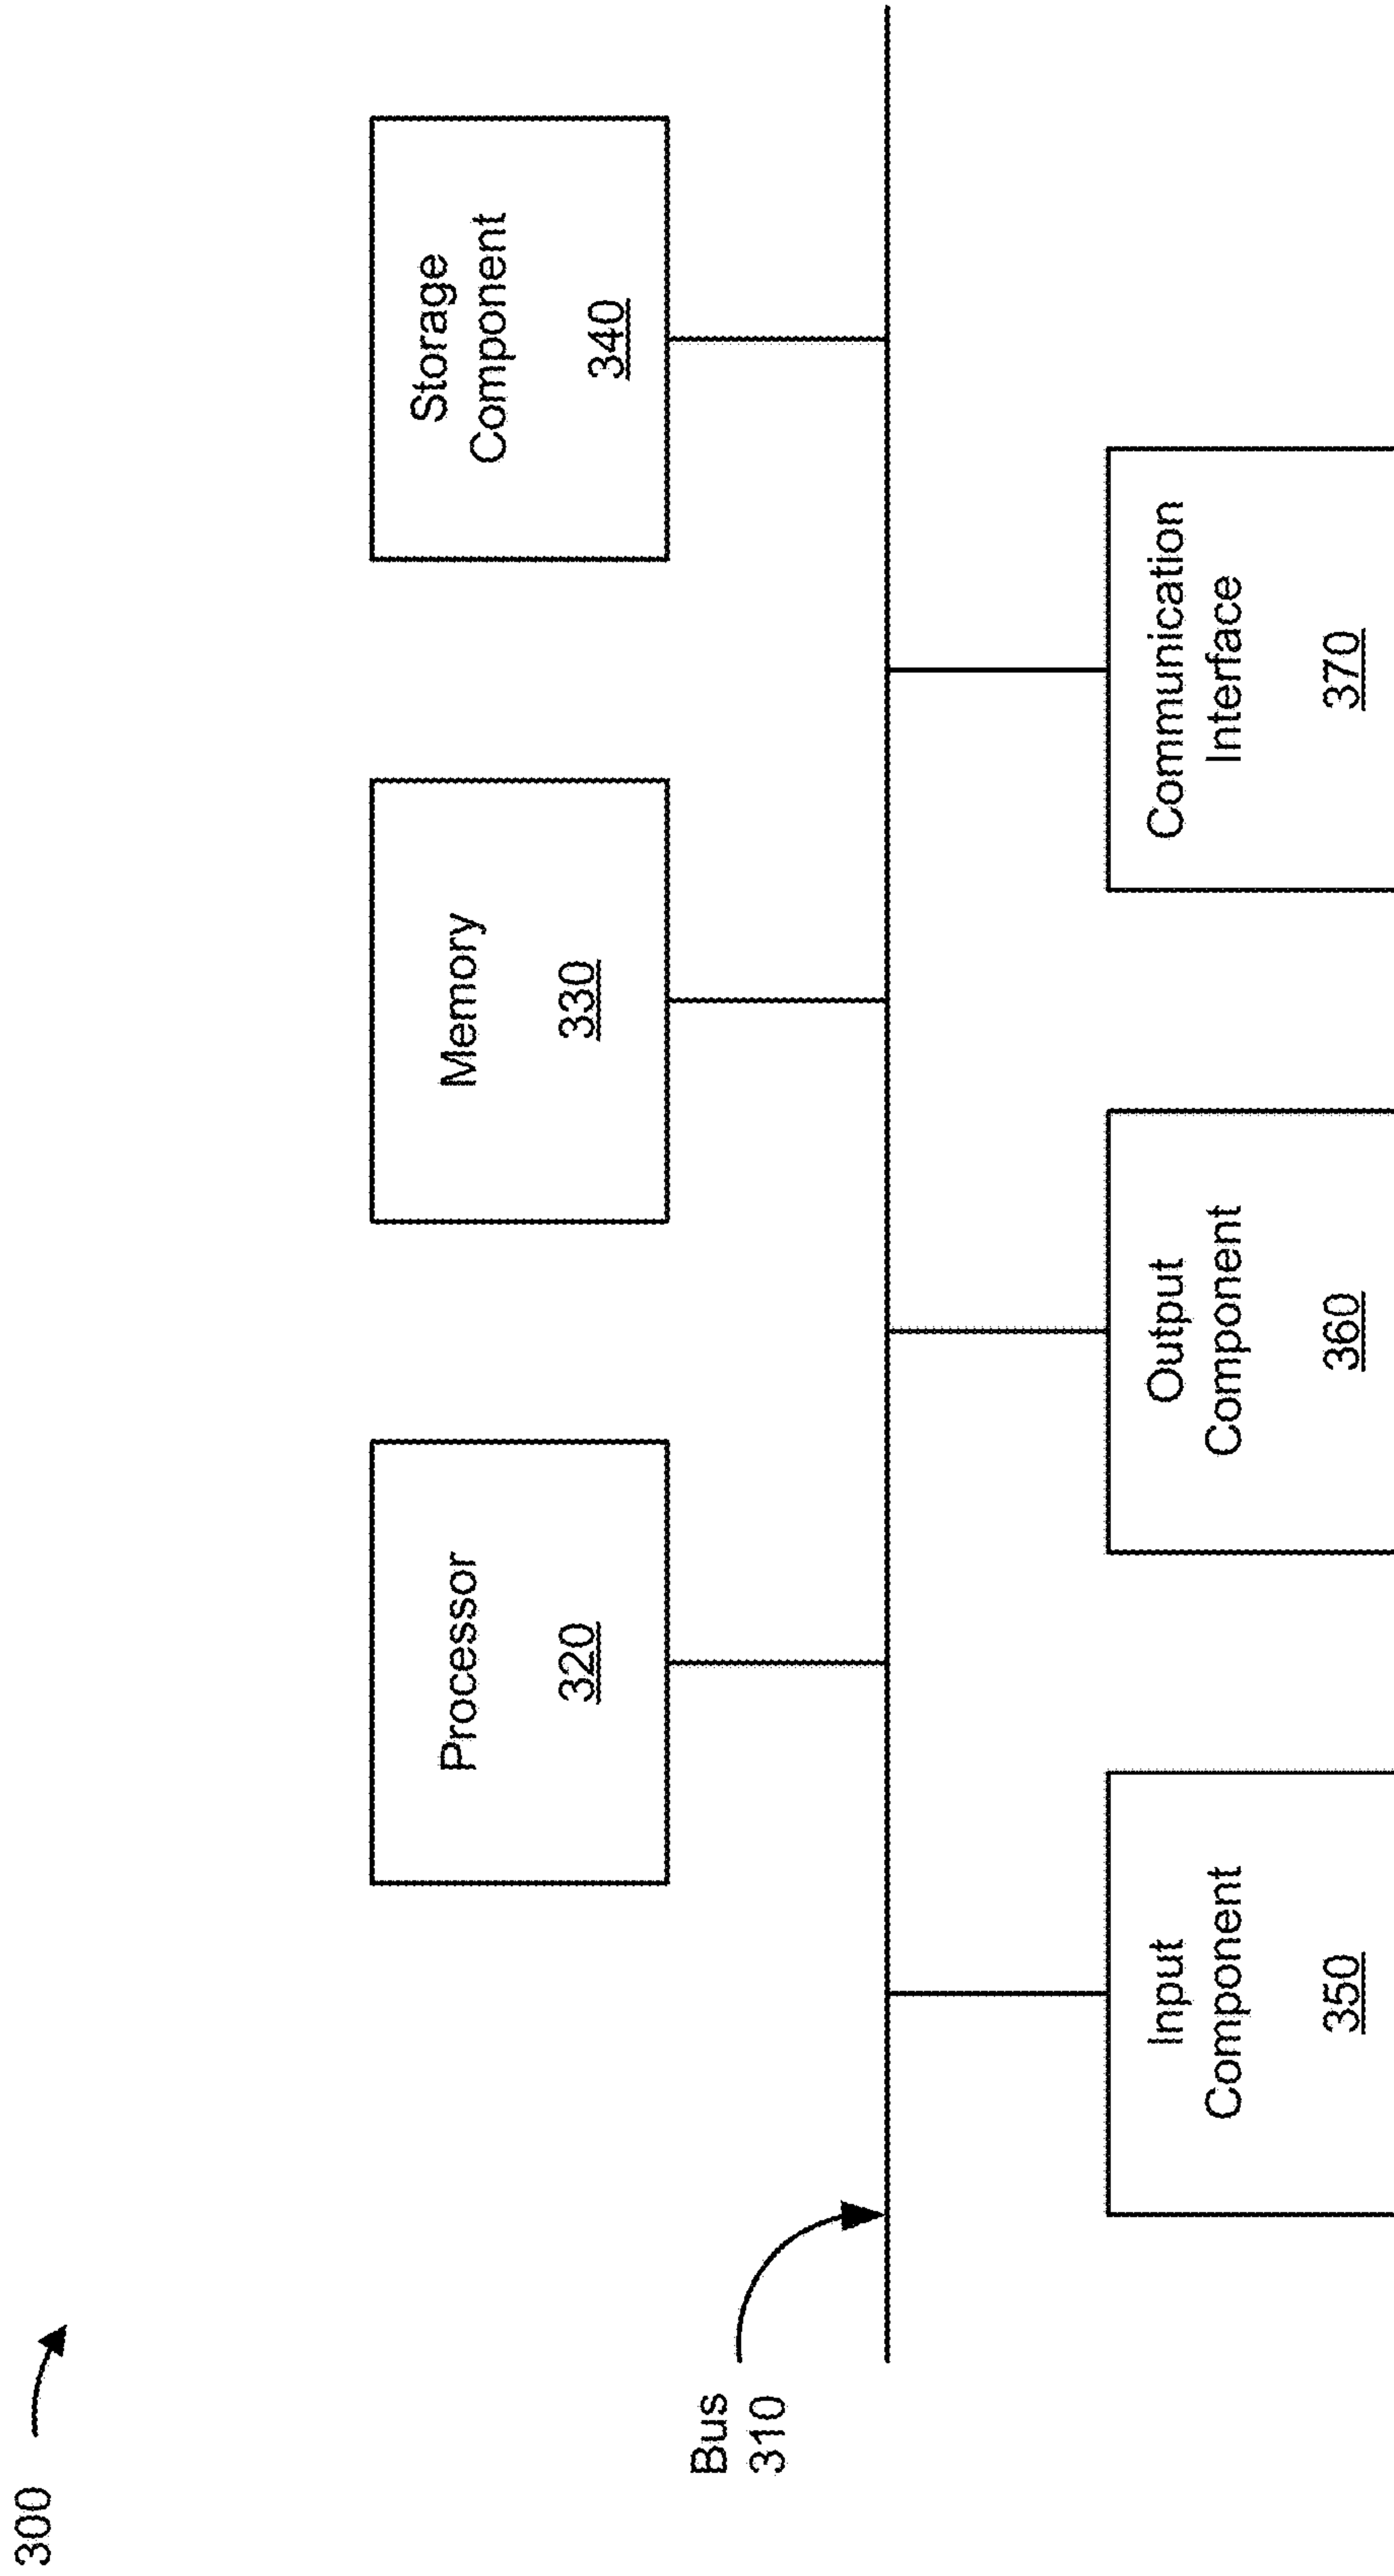 300
Processor
320
Memory
330
Storage
Component
340
Bus
310
Input
Component
350
Output
Component
360
Communication
Interface
370